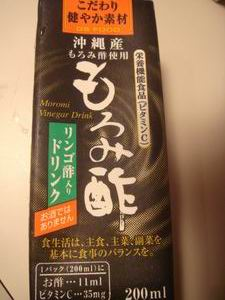 こだわり
健やか素材
GS FOOD
沖縄産
もろみ酢使用
栄養機能食品(ビタミンC)
もろみ酢
Moromi
Vinegar Drink
リンゴ酢入り
ドリンク
お酒では
ありません
食生活は、主食、主菜、副菜を
基本に食事のバランスを。
1パック(200ml)に
お酢…11ml
ビタミンC…35mg
200ml